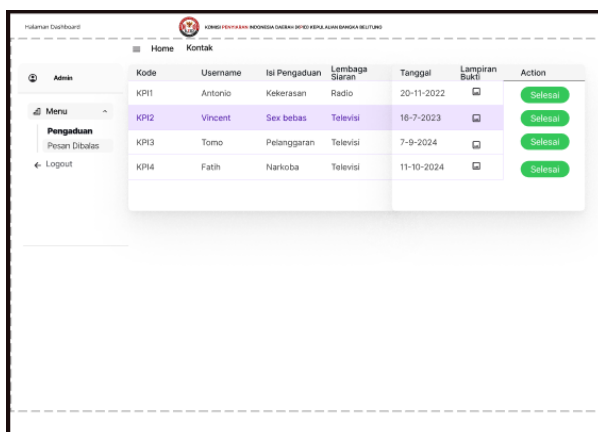 Halaman Dashboard
KOMISI PENYIARAN INDONESIA DAERAH (KPID) KEPULAUAN BANGKA BELITUNG
Home Kontak
Admin
Menu
Pengaduan
Pesan Dibalas
Logout
Kode Username Isi Pengaduan Lembaga Siaran Tanggal Lampiran Bukti Action
KPI1 Antonio Kekerasan Radio 20-11-2022 Selesai
KPI2 Vincent Sex bebas Televisi 16-7-2023 Selesai
KPI3 Tomo Pelanggaran Televisi 7-9-2024 Selesai
KPI4 Fatih Narkoba Televisi 11-10-2024 Selesai